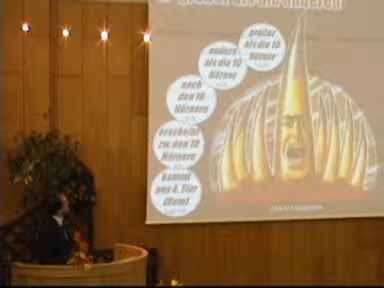 größer als die anderen
größer
als die 10
Hörner
anders
als die 10
Hörner
nach
den 10
Hörnern
erscheint
zw. den 10
Hörnern
kommt
aus 4. Tier
(Rom)